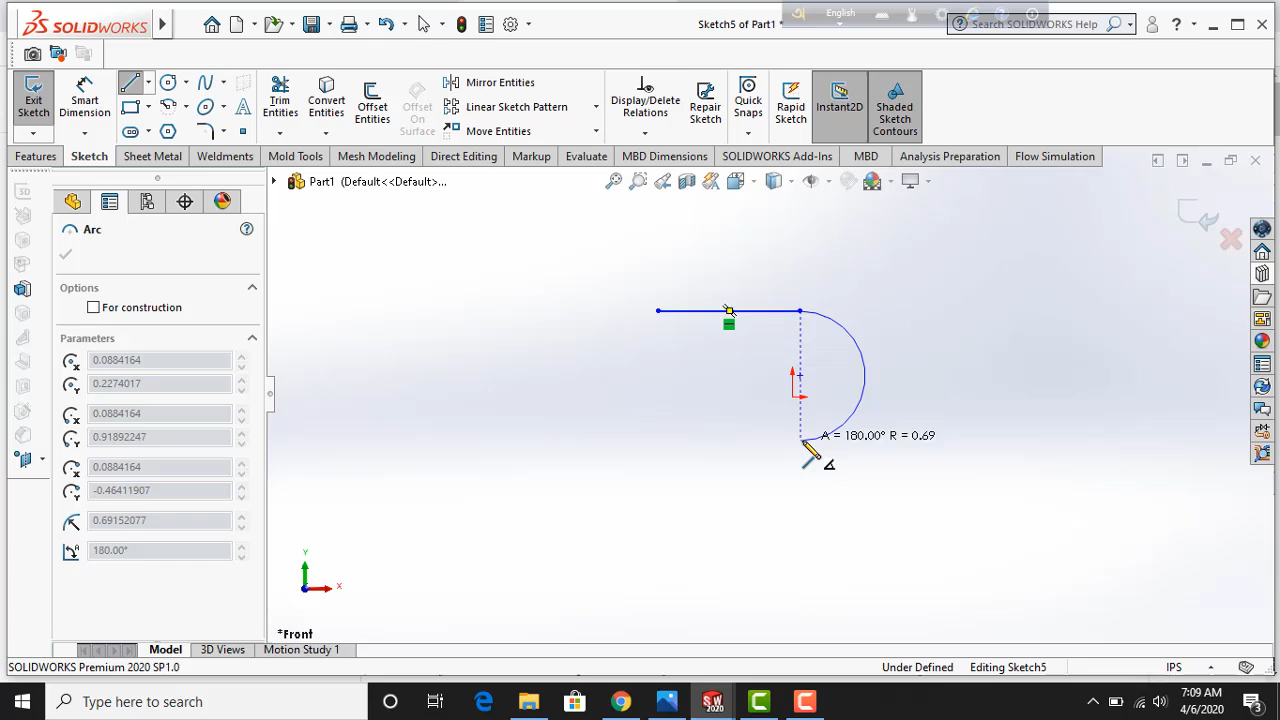 English
DS SOLIDWORKS
Sketch5 of Part1 *
Search SOLIDWORKS Help
Exit Sketch
Smart Dimension
Trim Entities
Convert Entities
Offset Entities
Offset On Surface
Mirror Entities
Linear Sketch Pattern
Move Entities
Display/Delete Relations
Repair Sketch
Quick Snaps
Rapid Sketch
Instant2D
Shaded Sketch Contours
Features Sketch Sheet Metal Weldments Mold Tools Mesh Modeling Direct Editing Markup Evaluate MBD Dimensions SOLIDWORKS Add-Ins MBD Analysis Preparation Flow Simulation
Part1 (Default<<Default>...
Arc
Options
For construction
Parameters
0.0884164
0.2274017
0.0884164
0.91892247
0.0884164
-0.46411907
0.69152077
180.00°
A = 180.00° R = 0.69
Y
X
*Front
Model 3D Views Motion Study 1
SOLIDWORKS Premium 2020 SP1.0
Under Defined Editing Sketch5 IPS
Type here to search
SW 2020
7:09 AM
4/6/2020
3